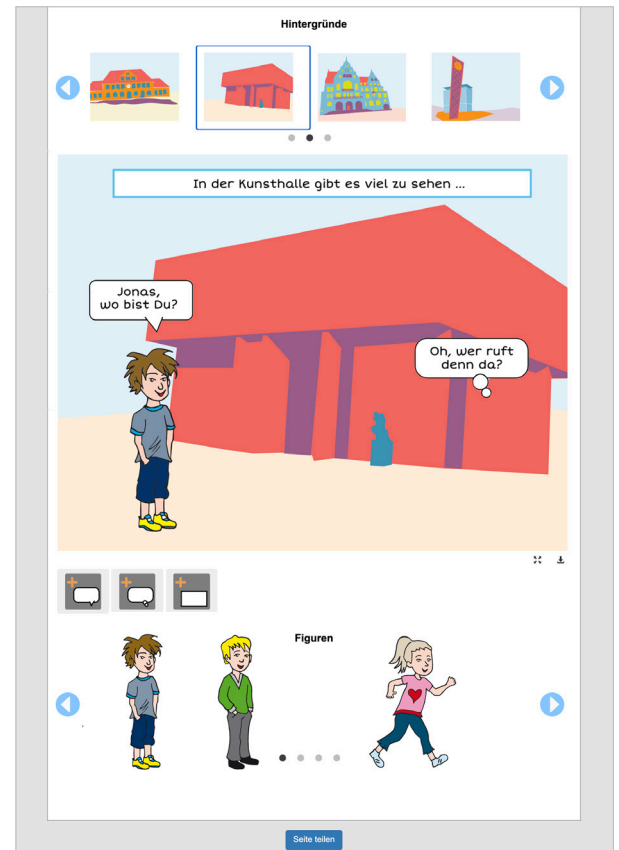 Hintergründe
In der Kunsthalle gibt es viel zu sehen ...
Jonas,
wo bist Du?
Oh, wer ruft
denn da?
Figuren
Seite teilen